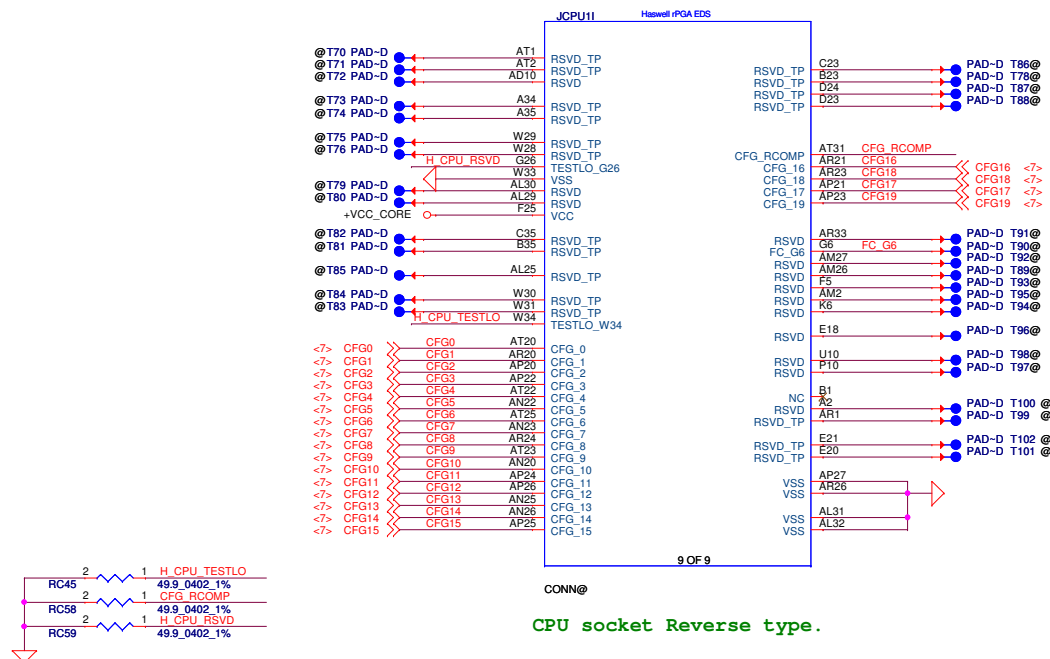 JCPU1I Haswell rPGA EDS
@T70 PAD~D AT1 RSVD_TP
@T71 PAD~D AT2 RSVD_TP
@T72 PAD~D AD10 RSVD
@T73 PAD~D A34 RSVD_TP
@T74 PAD~D A35 RSVD_TP
@T75 PAD~D W29 RSVD_TP
@T76 PAD~D W28 RSVD_TP
H_CPU_RSVD G26 TESTLO_G26
W33 VSS
@T79 PAD~D AL30 RSVD
@T80 PAD~D AL29 RSVD
+VCC_CORE F25 VCC
@T82 PAD~D C35 RSVD_TP
@T81 PAD~D B35 RSVD_TP
@T85 PAD~D AL25 RSVD_TP
@T84 PAD~D W30 RSVD_TP
@T83 PAD~D W31 RSVD_TP
H_CPU_TESTLO W34 TESTLO_W34
<7> CFG0 CFG0 AT20 CFG_0
<7> CFG1 CFG1 AR20 CFG_1
<7> CFG2 CFG2 AP20 CFG_2
<7> CFG3 CFG3 AP22 CFG_3
<7> CFG4 CFG4 AT22 CFG_4
<7> CFG5 CFG5 AN22 CFG_5
<7> CFG6 CFG6 AT25 CFG_6
<7> CFG7 CFG7 AN23 CFG_7
<7> CFG8 CFG8 AR24 CFG_8
<7> CFG9 CFG9 AT23 CFG_9
<7> CFG10 CFG10 AN20 CFG_10
<7> CFG11 CFG11 AP24 CFG_11
<7> CFG12 CFG12 AP26 CFG_12
<7> CFG13 CFG13 AN25 CFG_13
<7> CFG14 CFG14 AN26 CFG_14
<7> CFG15 CFG15 AP25 CFG_15
RSVD_TP C23 PAD~D T86@
RSVD_TP B23 PAD~D T78@
RSVD_TP D24 PAD~D T87@
RSVD_TP D23 PAD~D T88@
CFG_RCOMP AT31 CFG_RCOMP
CFG_16 AR21 CFG16 CFG16 <7>
CFG_18 AR23 CFG18 CFG18 <7>
CFG_17 AP21 CFG17 CFG17 <7>
CFG_19 AP23 CFG19 CFG19 <7>
RSVD AR33 PAD~D T91@
FC_G6 G6 FC_G6 PAD~D T90@
RSVD AM27 PAD~D T92@
RSVD AM26 PAD~D T89@
RSVD F5 PAD~D T93@
RSVD AM2 PAD~D T95@
RSVD K6 PAD~D T94@
RSVD E18 PAD~D T96@
RSVD U10 PAD~D T98@
RSVD P10 PAD~D T97@
NC B1
RSVD A2 PAD~D T100 @
RSVD_TP AR1 PAD~D T99 @
RSVD_TP E21 PAD~D T102 @
RSVD_TP E20 PAD~D T101 @
VSS AP27
VSS AR26
VSS AL31
VSS AL32
9 OF 9
CONN@
2 1 H_CPU_TESTLO
RC45 49.9_0402_1%
2 1 CFG_RCOMP
RC58 49.9_0402_1%
2 1 H_CPU_RSVD
RC59 49.9_0402_1%
CPU socket Reverse type.